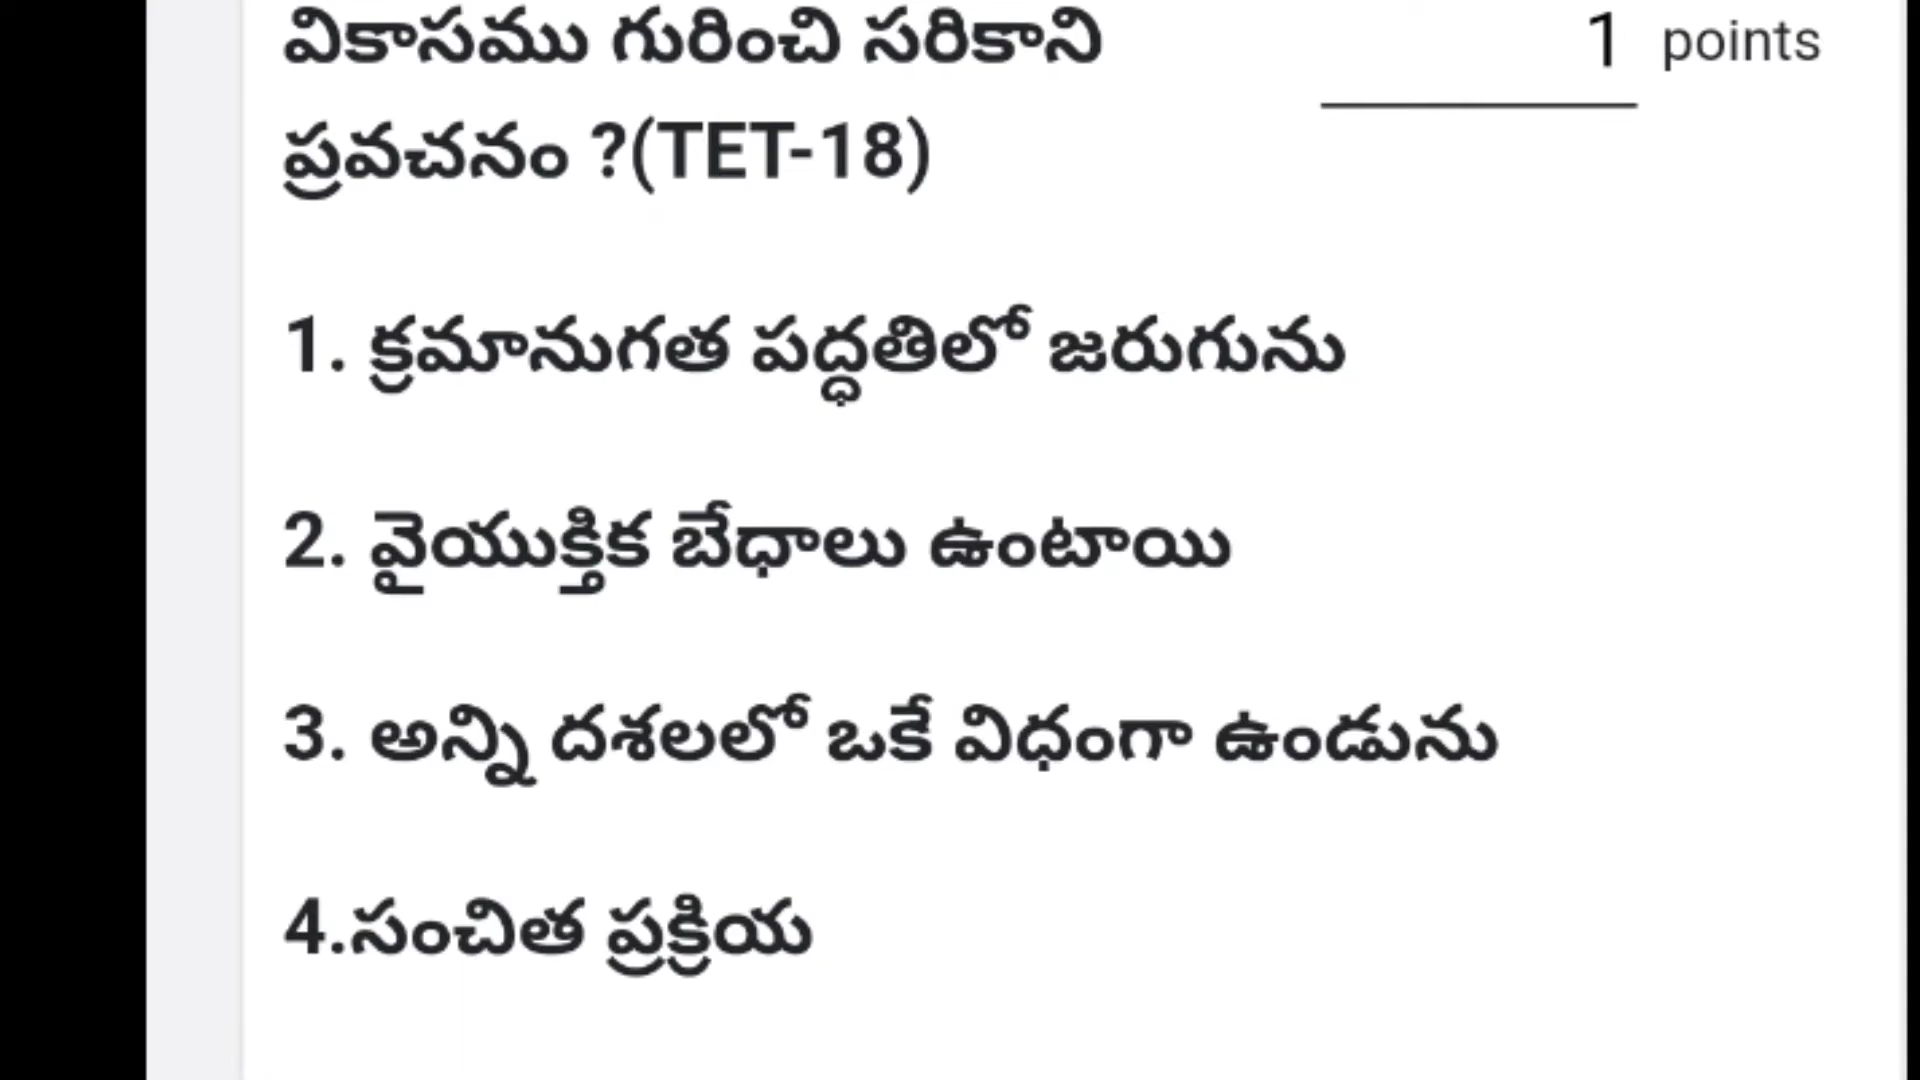 వికాసము గురించి సరికాని 1 points
ప్రవచనం ?(TET-18)
1. క్రమానుగత పద్ధతిలో జరుగును
2. వైయుక్తిక బేధాలు ఉంటాయి
3. అన్ని దశలలో ఒకే విధంగా ఉండును
4.సంచిత ప్రక్రియ